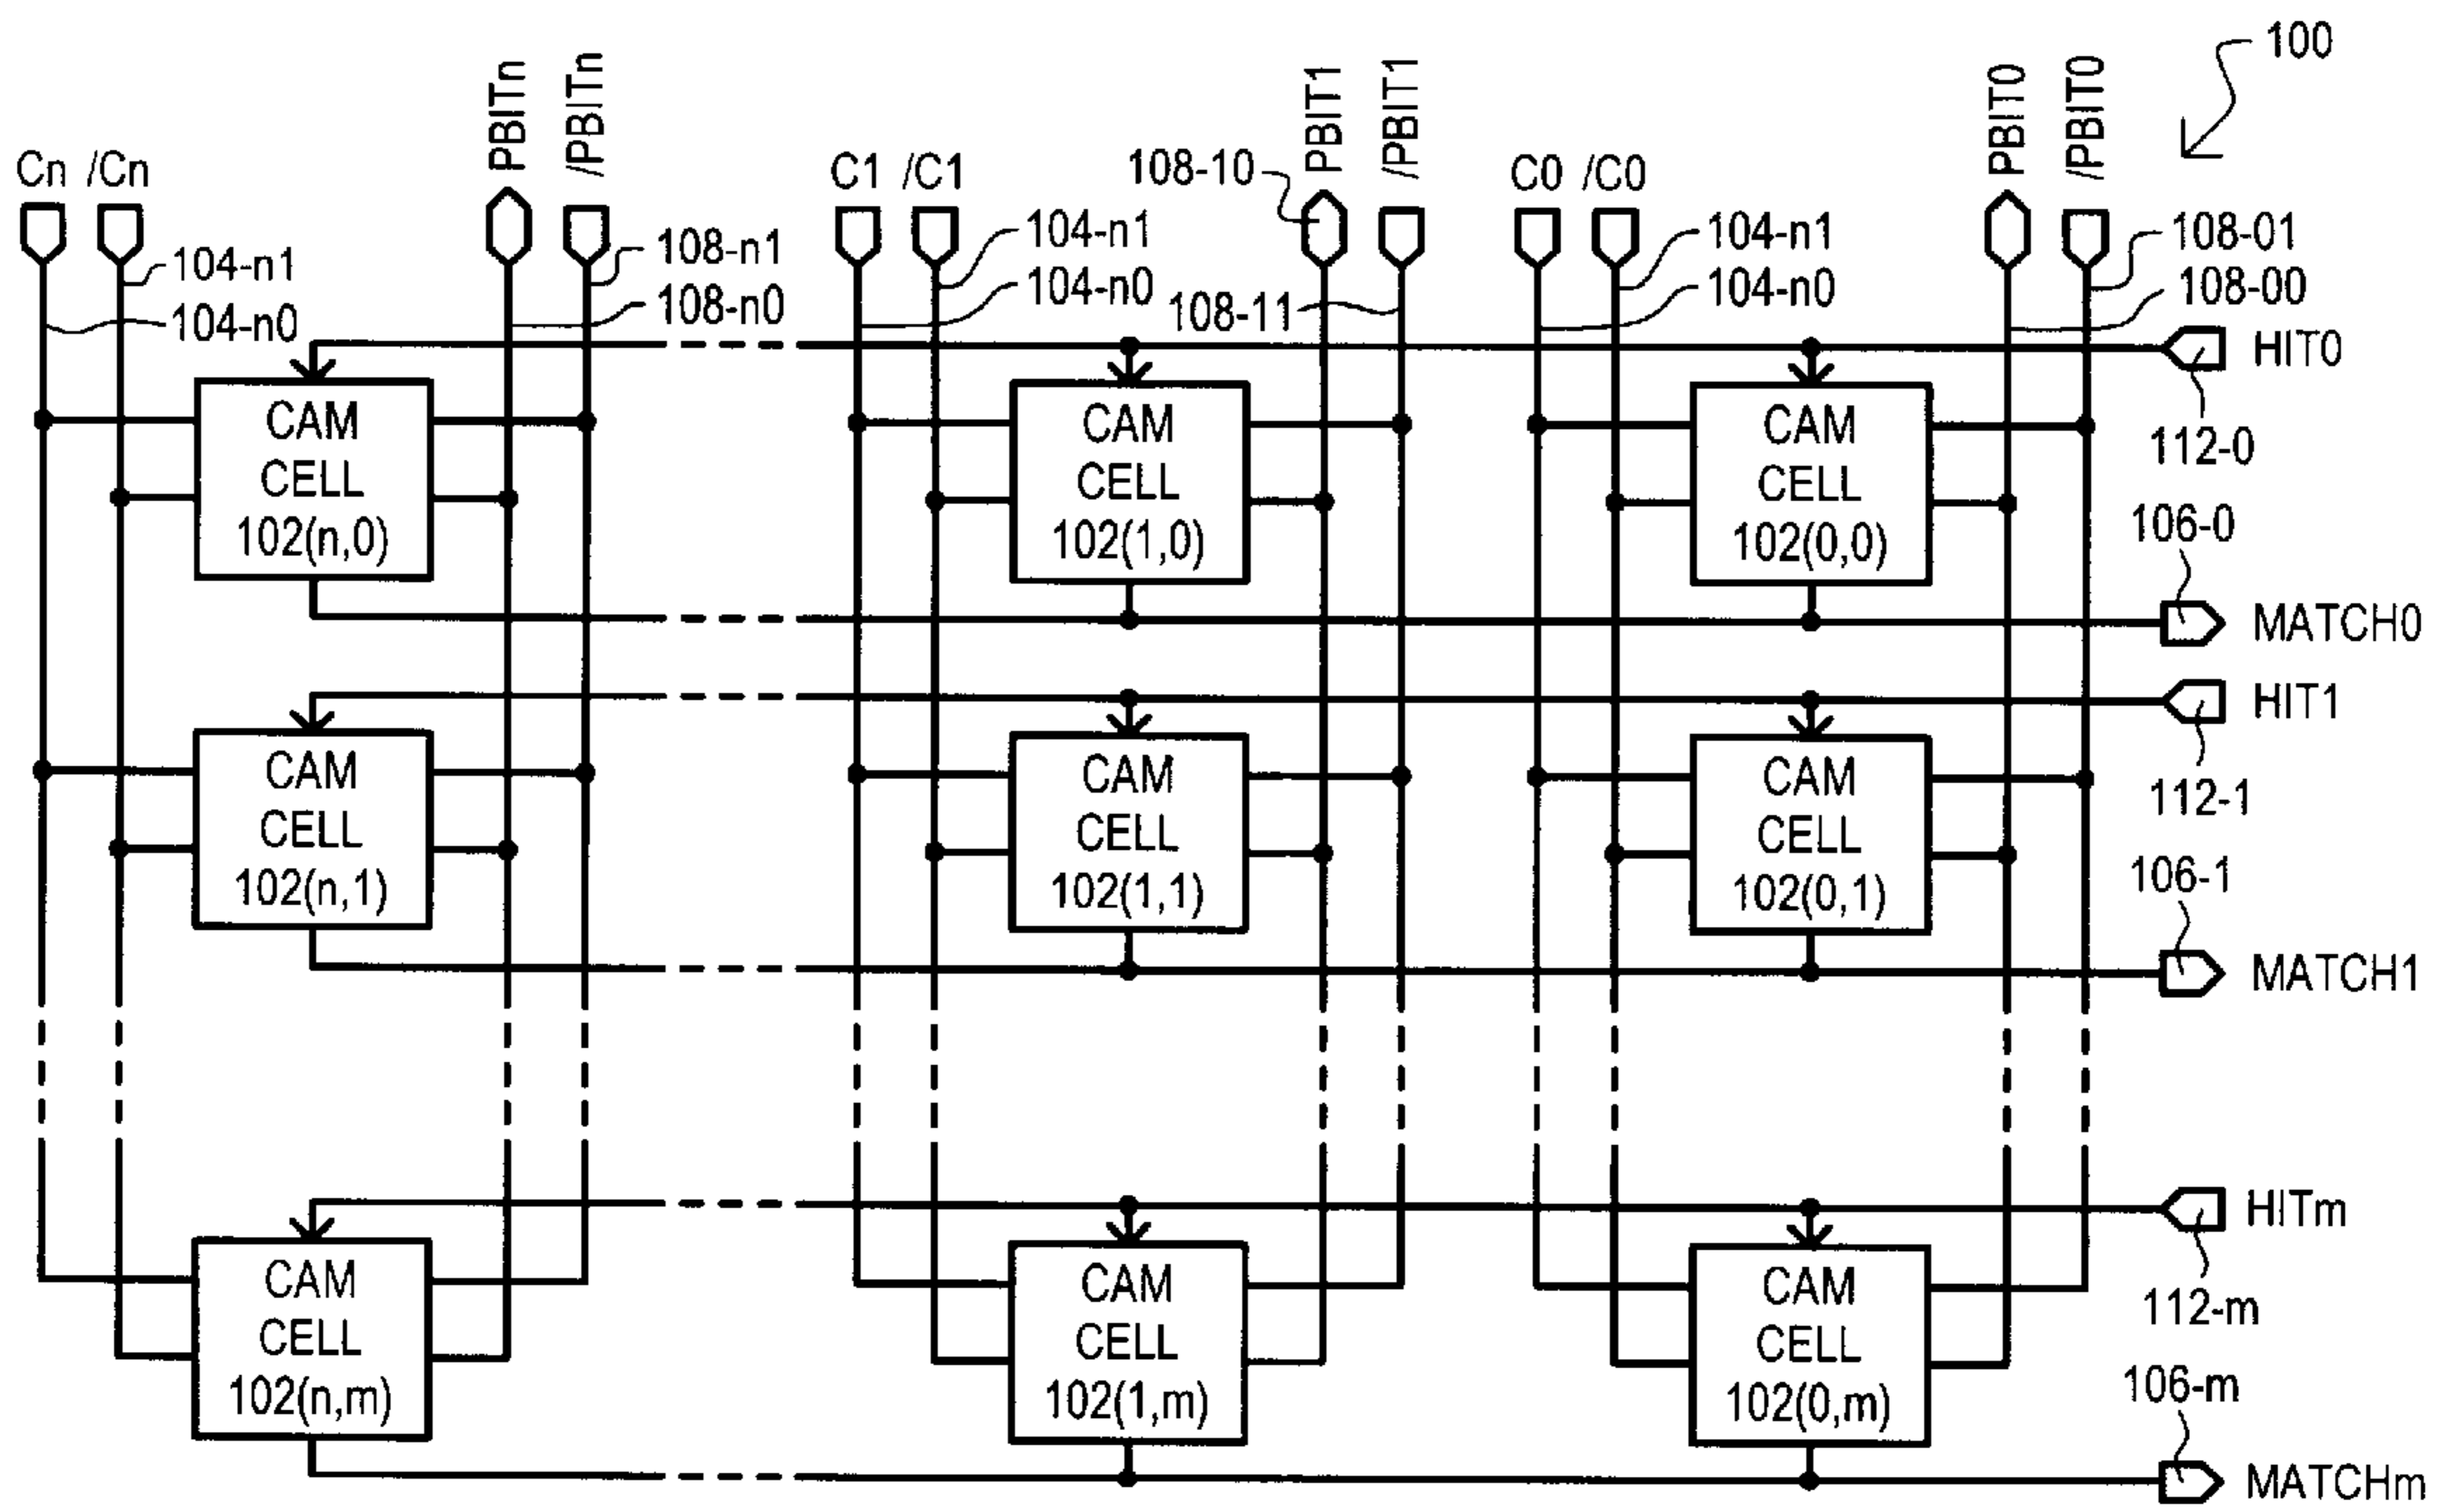 100
PBITn
/PBITn
PBIT1
/PBIT1
PBIT0
/PBIT0
Cn /Cn
C1 /C1
108-10
C0 /C0
104-n1
104-n0
108-n1
108-n0
104-n1
104-n0
108-11
104-n1
104-n0
108-01
108-00
HIT0
112-0
CAM
CELL
102(n,0)
CAM
CELL
102(1,0)
CAM
CELL
102(0,0)
106-0
MATCH0
HIT1
112-1
CAM
CELL
102(n,1)
CAM
CELL
102(1,1)
CAM
CELL
102(0,1)
106-1
MATCH1
HITm
112-m
CAM
CELL
102(n,m)
CAM
CELL
102(1,m)
CAM
CELL
102(0,m)
106-m
MATCHm